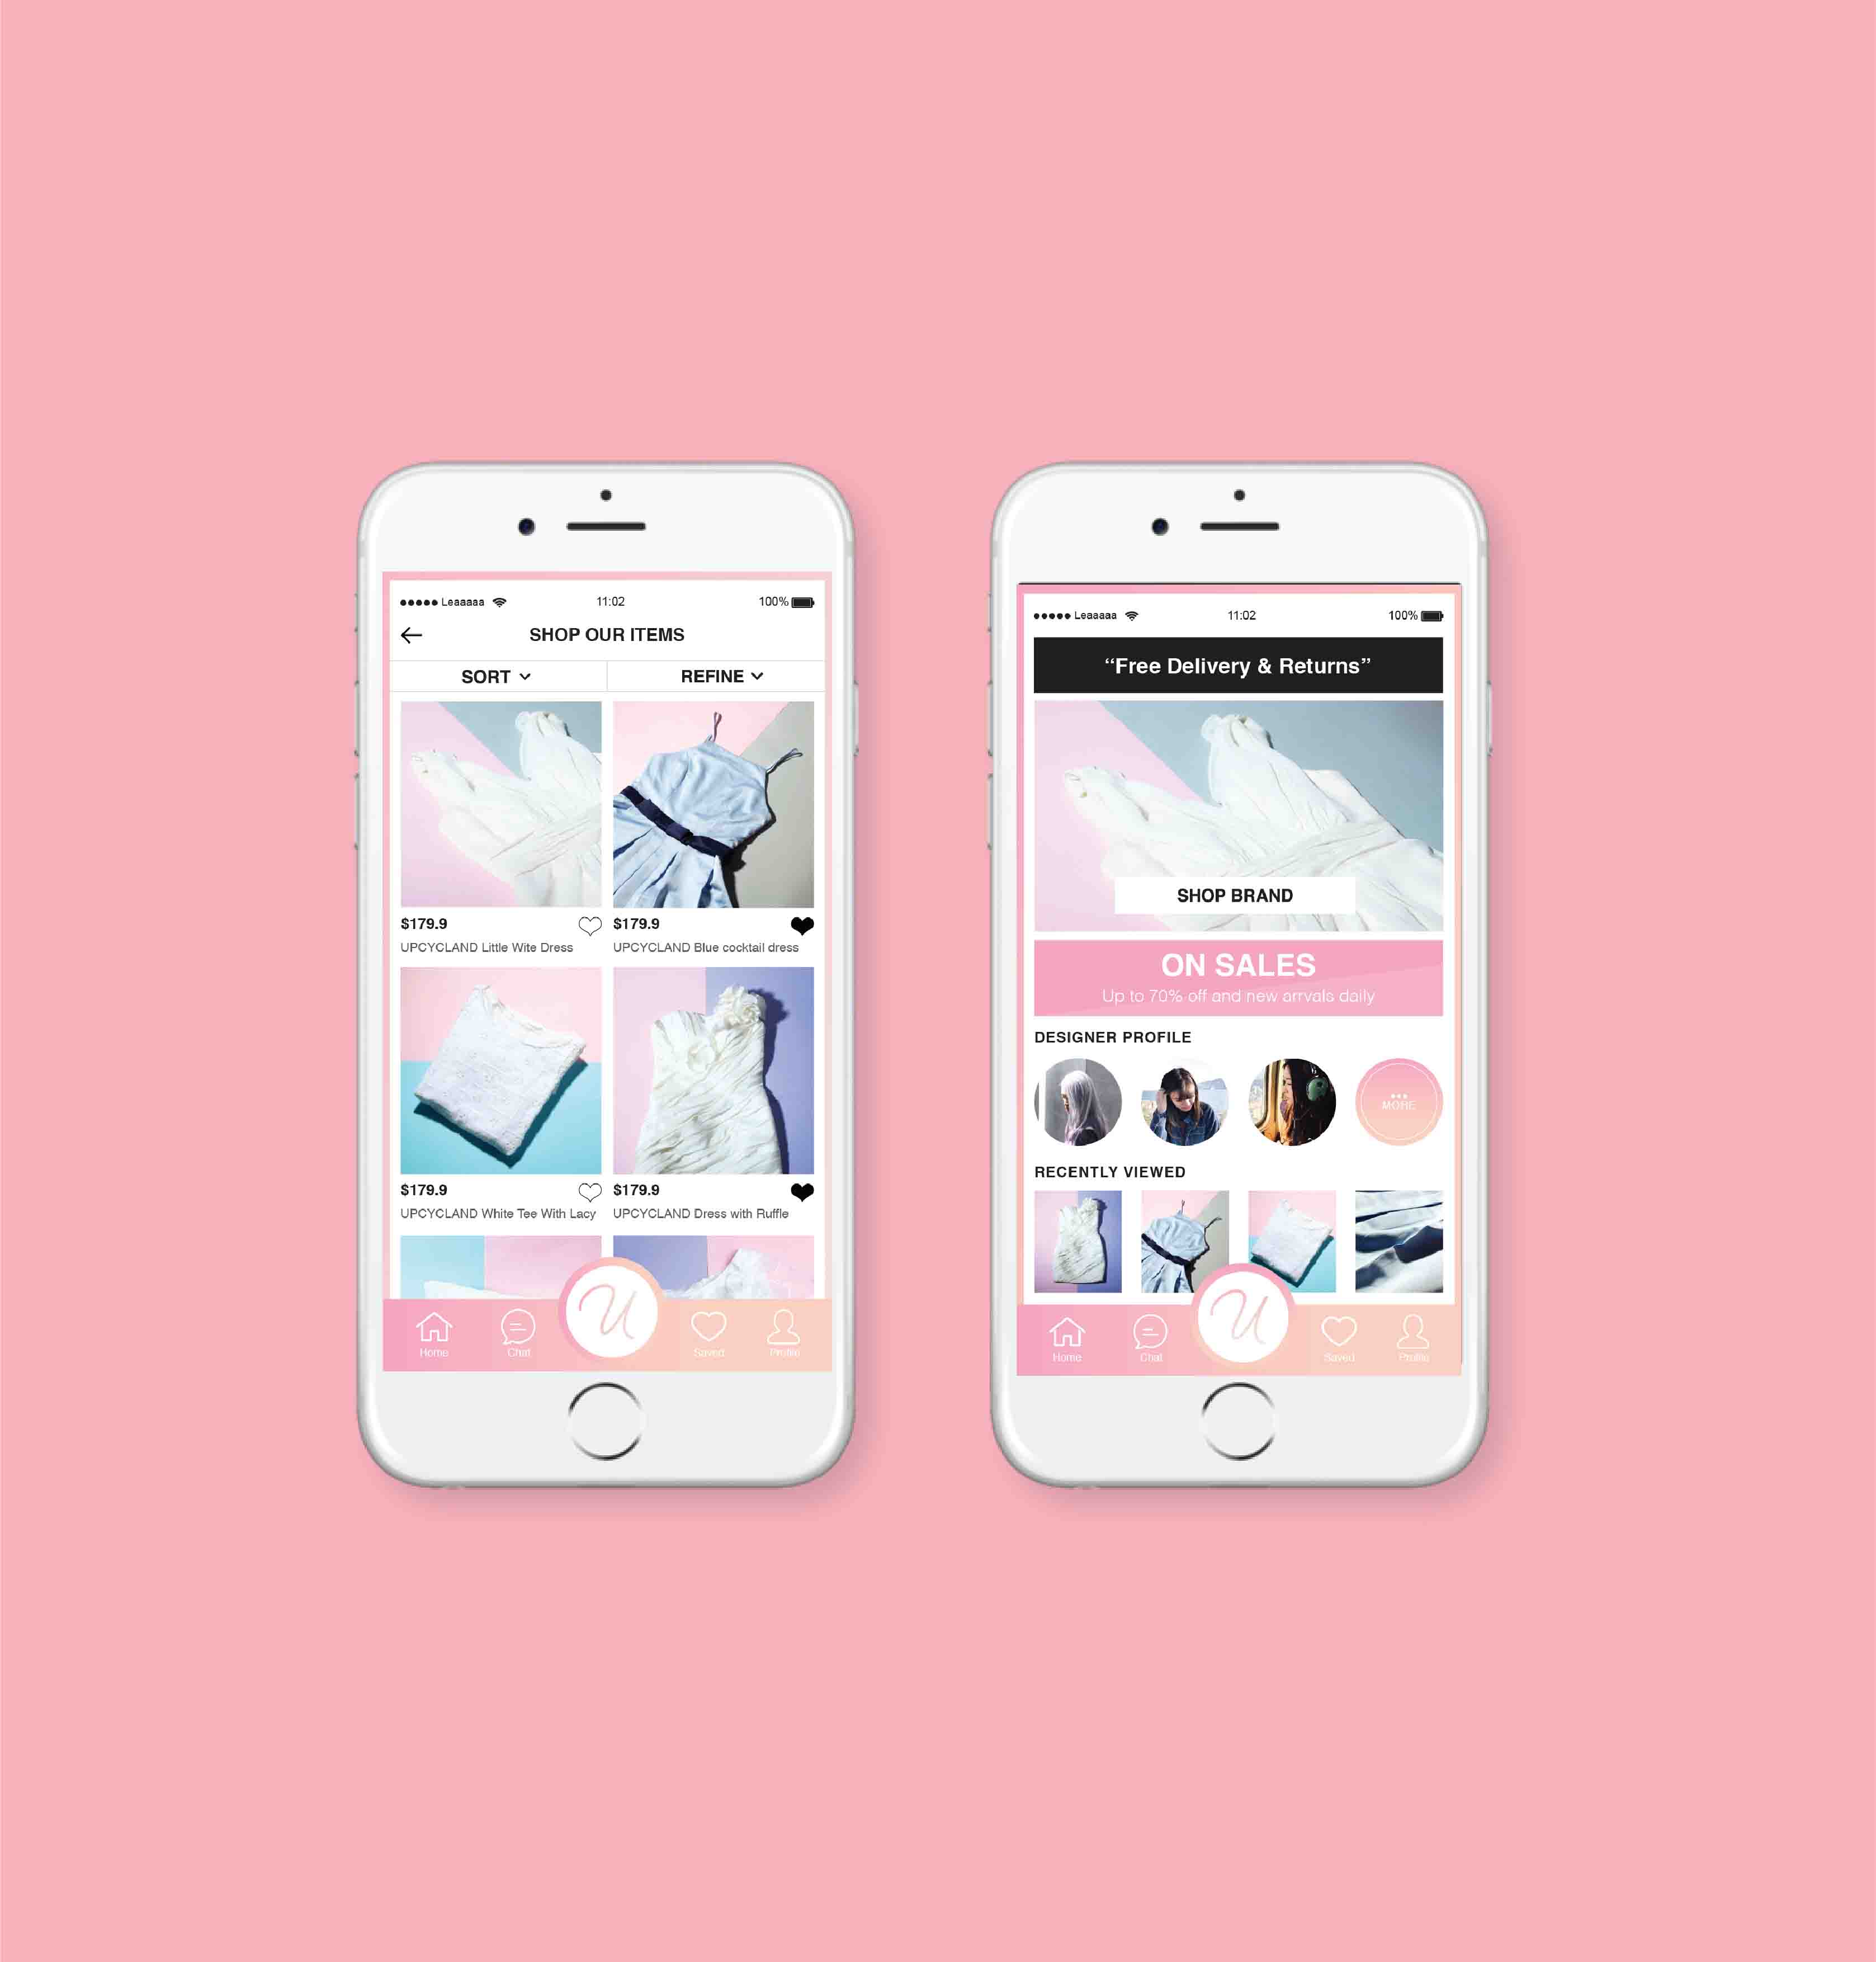 Leaaaaa 11:02 100%
SHOP OUR ITEMS
SORT REFINE
$179.9 $179.9
UPCYCLAND Little Wite Dress UPCYCLAND Blue cocktail dress
$179.9 $179.9
UPCYCLAND White Tee With Lacy UPCYCLAND Dress with Ruffle
U
Home Chat Saved Profile
Leaaaaa 11:02 100%
“Free Delivery & Returns”
SHOP BRAND
ON SALES
Up to 70% off and new arrvals daily
DESIGNER PROFILE
MORE
RECENTLY VIEWED
U
Home Chat Saved Profile